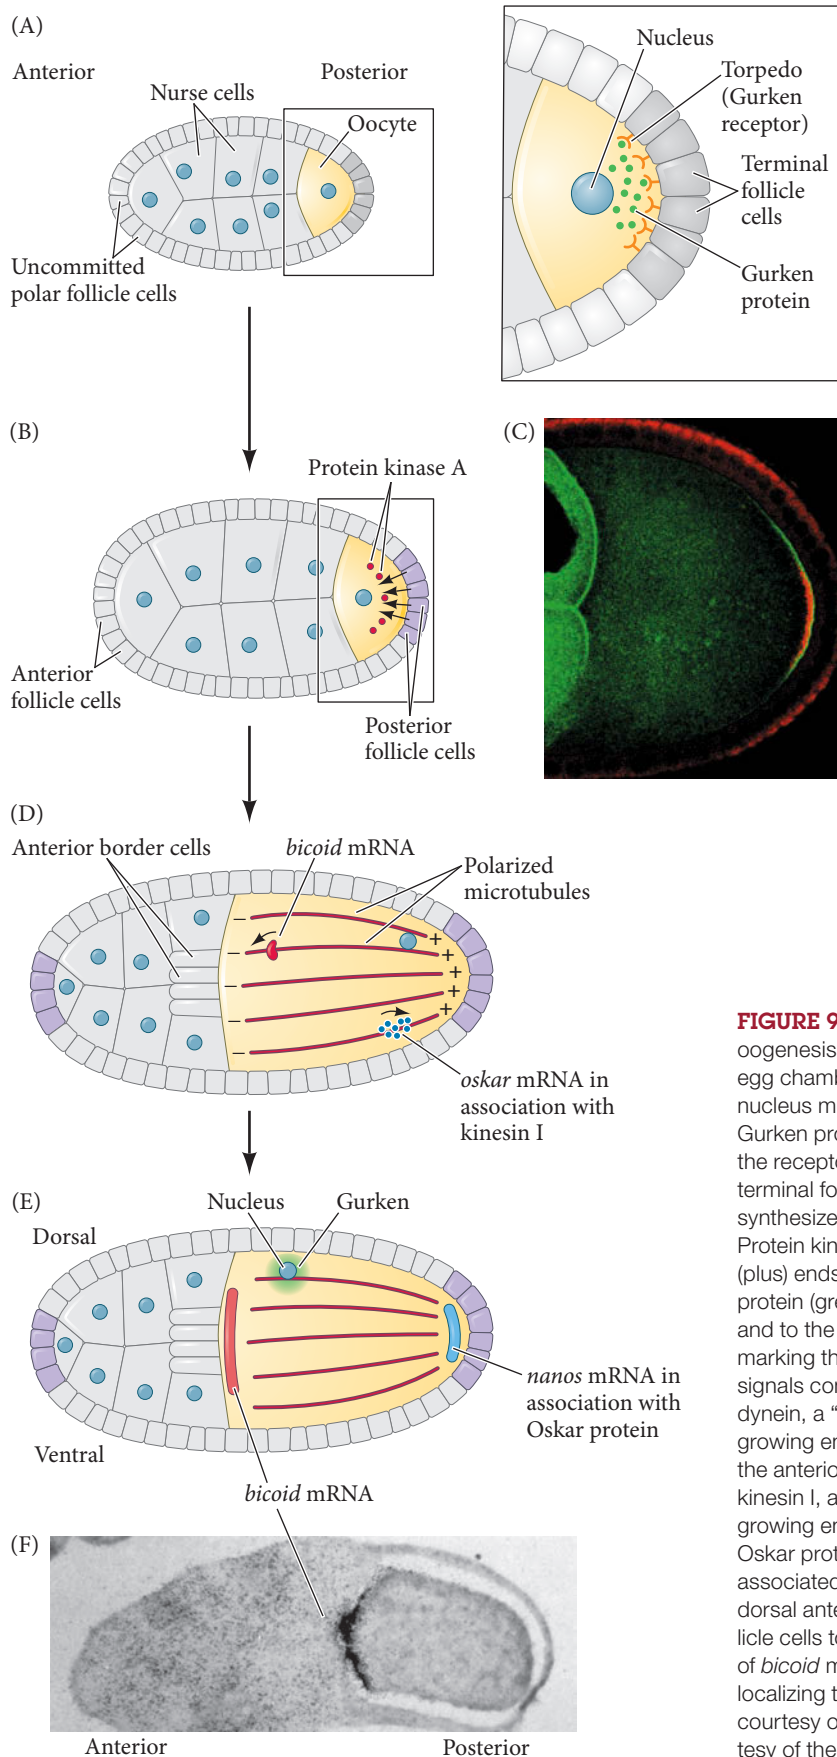 (A)
Anterior
Posterior
Nurse cells
Oocyte
Uncommitted
polar follicle cells
Nucleus
Torpedo
(Gurken
receptor)
Terminal
follicle
cells
Gurken
protein
(B)
Protein kinase A
Anterior
follicle cells
Posterior
follicle cells
(C)
(D)
Anterior border cells
bicoid mRNA
Polarized
microtubules
−
−
−
−
−
+
+
+
+
+
oskar mRNA in
association with
kinesin I
(E)
Dorsal
Nucleus
Gurken
Ventral
nanos mRNA in
association with
Oskar protein
bicoid mRNA
(F)
Anterior
Posterior
FIGURE 9
oogenesis
egg chamb
nucleus m
Gurken pro
the recepto
terminal fo
synthesize
Protein kin
(plus) ends
protein (gre
and to the
marking th
signals cor
dynein, a “
growing en
the anterio
kinesin I, a
growing en
Oskar prot
associated
dorsal ante
licle cells to
of bicoid m
localizing t
courtesy o
tesy of the